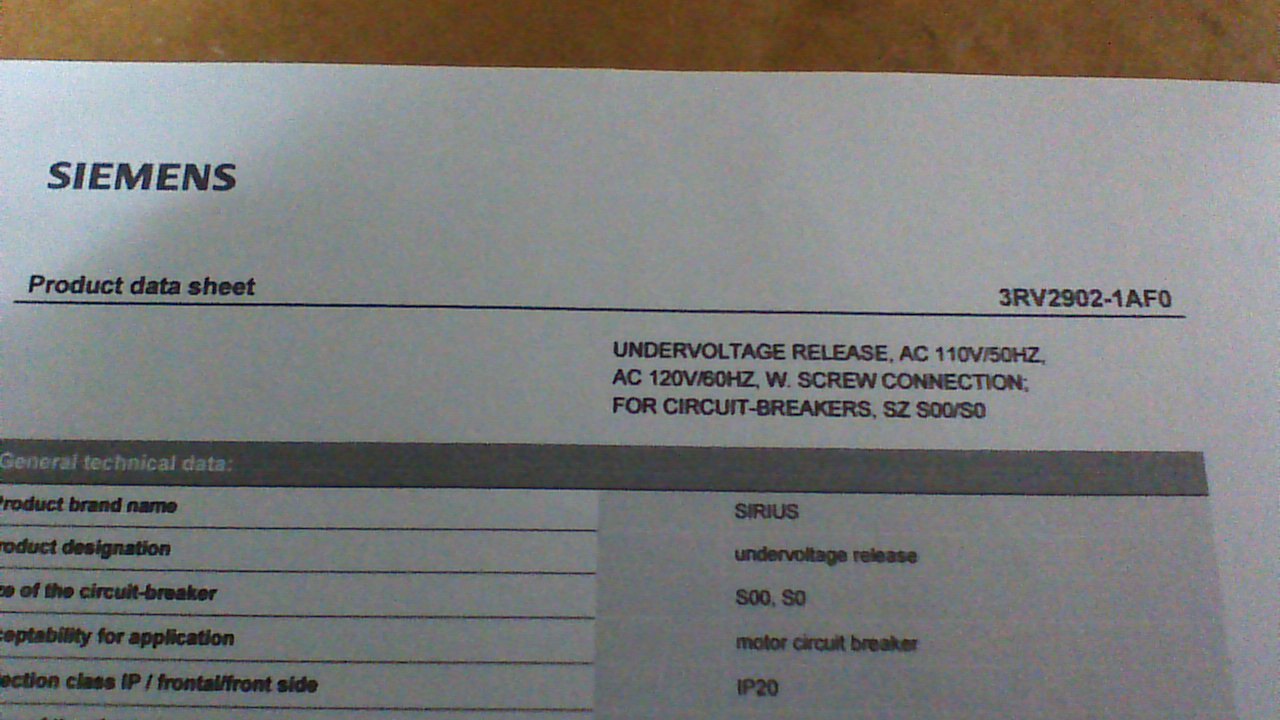 SIEMENS
Product data sheet
3RV2902-1AF0
UNDERVOLTAGE RELEASE, AC 110V/50HZ,
AC 120V/60HZ, W. SCREW CONNECTION;
FOR CIRCUIT-BREAKERS, SZ S00/S0
General technical data:
Product brand name SIRIUS
roduct designation undervoltage release
ze of the circuit-breaker S00, S0
ceptability for application motor circuit breaker
ection class IP / frontal/front side IP20